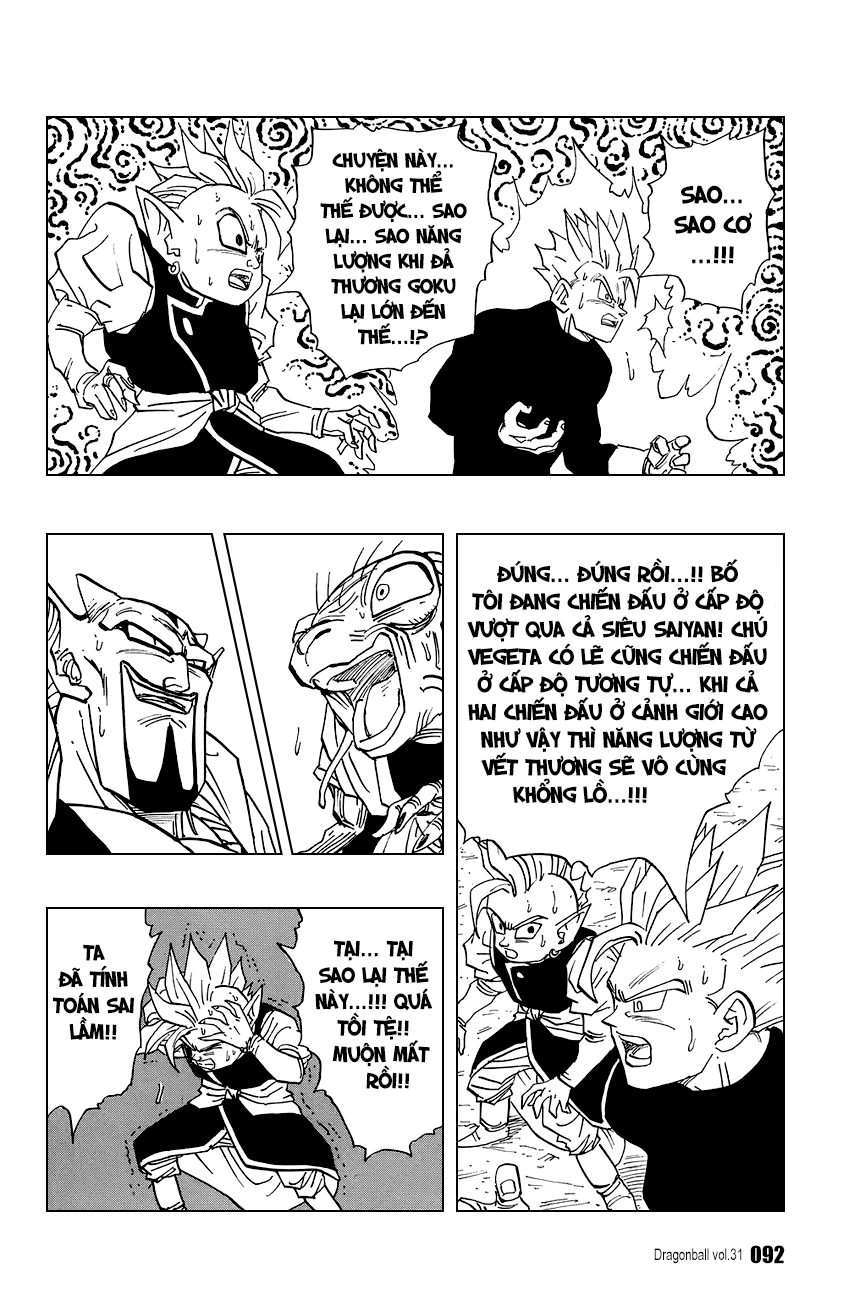 CHUYỆN NÀY...
KHÔNG THỂ
THẾ ĐƯỢC... SAO
LẠI... SAO NĂNG
LƯỢNG KHI ĐẢ
THƯƠNG GOKU
LẠI LỚN ĐẾN
THẾ...!?
SAO...
SAO CƠ
...!!!
ĐÚNG... ĐÚNG RỒI...!! BỐ
TÔI ĐANG CHIẾN ĐẤU Ở CẤP ĐỘ
VƯỢT QUA CẢ SIÊU SAIYAN! CHÚ
VEGETA CÓ LẼ CŨNG CHIẾN ĐẤU
Ở CẤP ĐỘ TƯƠNG TỰ... KHI CẢ
HAI CHIẾN ĐẤU Ở CẢNH GIỚI CAO
NHƯ VẬY THÌ NĂNG LƯỢNG TỪ
VẾT THƯƠNG SẼ VÔ CÙNG
KHỔNG LỒ...!!!
TẠI... TẠI
SAO LẠI THẾ
NÀY...!!! QUÁ
TỒI TỆ!!
MUỘN MẤT
RỒI!!
TA
ĐÃ TÍNH
TOÁN SAI
LẦM!!
Dragonball vol.31 092